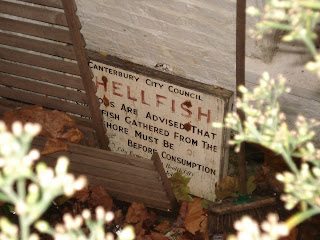 CANTERBURY CITY COUNCIL
HELLFISH
ARE ADVISED THAT
FISH GATHERED FROM THE
HORE MUST BE
BEFORE CONSUMPTION